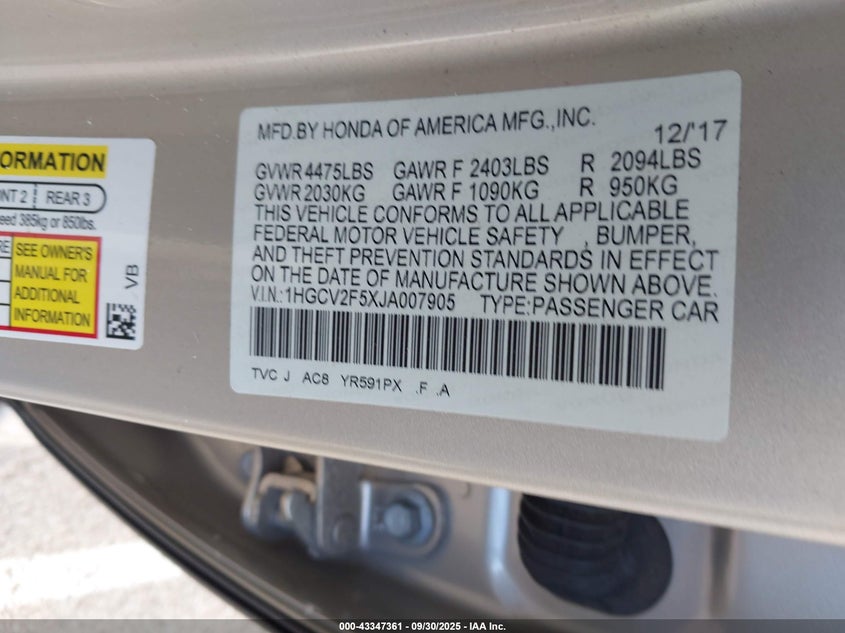 ORMATION
NT 2 REAR 3
eed 385kg or 850lbs.
RE
SEE OWNER'S
MANUAL FOR
ADDITIONAL
INFORMATION
VB
MFD.BY HONDA OF AMERICA MFG.,INC. 12/'17
GVWR 4475LBS GAWR F 2403LBS R 2094LBS
GVWR 2030KG GAWR F 1090KG R 950KG
THIS VEHICLE CONFORMS TO ALL APPLICABLE
FEDERAL MOTOR VEHICLE SAFETY , BUMPER,
AND THEFT PREVENTION STANDARDS IN EFFECT
ON THE DATE OF MANUFACTURE SHOWN ABOVE.
V.I.N.:1HGCV2F5XJA007905 TYPE:PASSENGER CAR
TVC J AC8 YR591PX .F .A
000-43347361 - 09/30/2025 - IAA Inc.